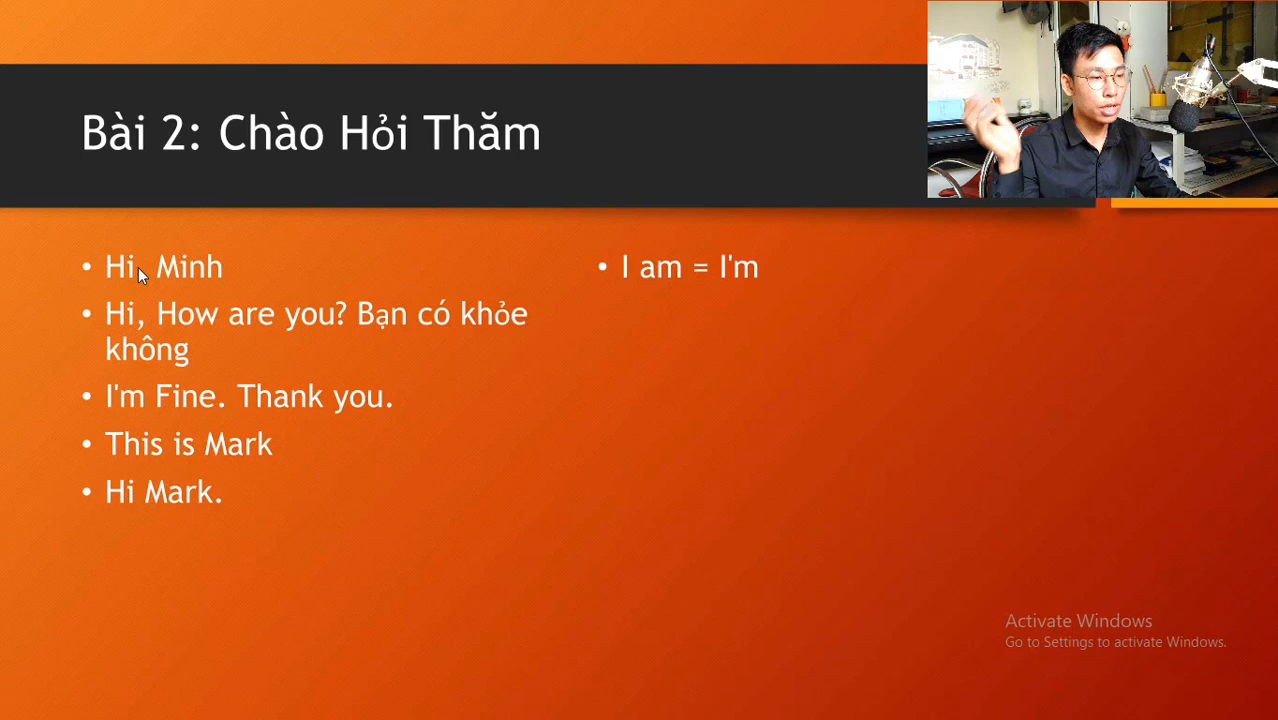 Bài 2: Chào Hỏi Thăm
• Hi, Minh
• Hi, How are you? Bạn có khỏe
không
• I'm Fine. Thank you.
• This is Mark
• Hi Mark.
• I am = I'm
Activate Windows
Go to Settings to activate Windows.